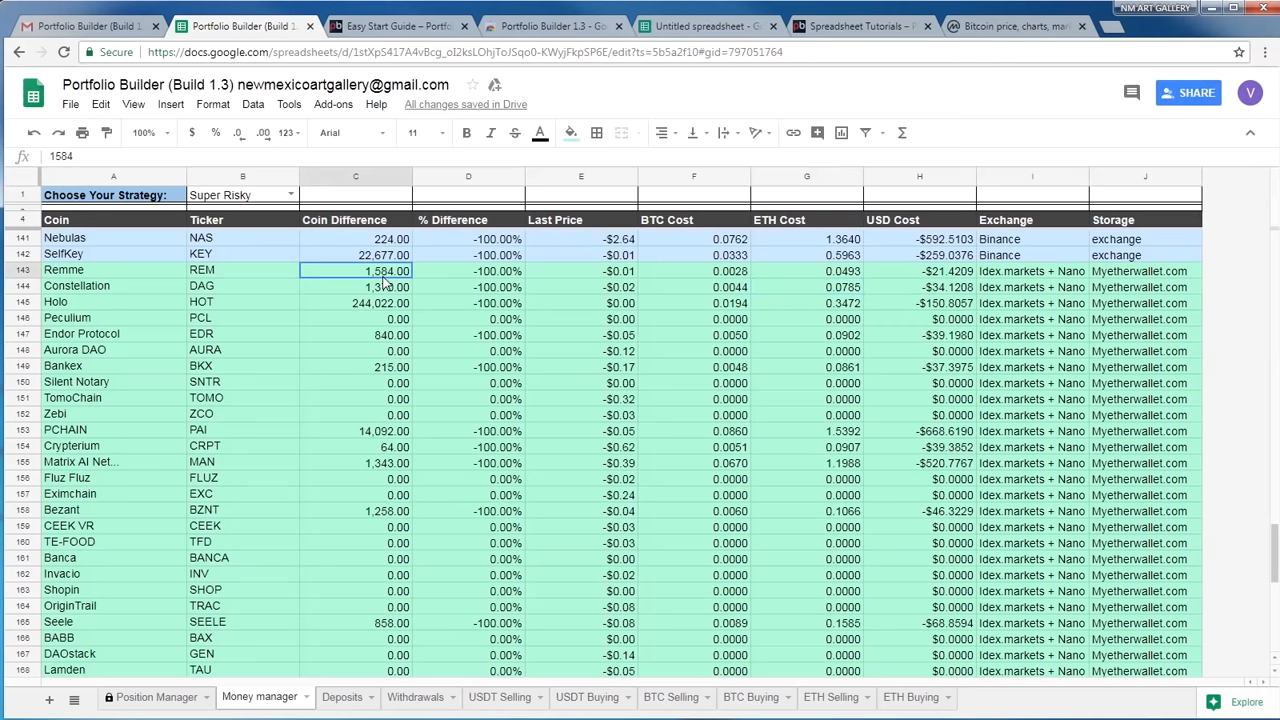 NM ART GALLERY
Portfolio Builder (Build 1
Portfolio Builder (Build 1.
Easy Start Guide – Portfo
Portfolio Builder 1.3 - Go
Untitled spreadsheet - G
Spreadsheet Tutorials – P
Bitcoin price, charts, mar
Secure https://docs.google.com/spreadsheets/d/1stXpS417A4vBcg_oI2ksLOhjToJSqo0-KWyjFkpSP6E/edit?ts=5b5a2f10#gid=797051764
Portfolio Builder (Build 1.3) newmexicoartgallery@gmail.com
SHARE V
File Edit View Insert Format Data Tools Add-ons Help All changes saved in Drive
100% $ % .0 .00 123 Arial 11 B I S A Σ
fx 1584
A B C D E F G H I J
1 Choose Your Strategy: Super Risky
4 Coin Ticker Coin Difference % Difference Last Price BTC Cost ETH Cost USD Cost Exchange Storage
141 Nebulas NAS 224.00 -100.00% -$2.64 0.0762 1.3640 -$592.5103 Binance exchange
142 SelfKey KEY 22,677.00 -100.00% -$0.01 0.0333 0.5963 -$259.0376 Binance exchange
143 Remme REM 1,584.00 -100.00% -$0.01 0.0028 0.0493 -$21.4209 Idex.markets + Nano Myetherwallet.com
144 Constellation DAG -100.00% -$0.02 0.0044 0.0785 -$34.1208 Idex.markets + Nano Myetherwallet.com
145 Holo HOT 244,022.00 -100.00% $0.00 0.0194 0.3472 -$150.8057 Idex.markets + Nano Myetherwallet.com
146 Peculium PCL 0.00 -100.00% $0.00 0.0000 0.0000 $0.0000 Idex.markets + Nano Myetherwallet.com
147 Endor Protocol EDR 840.00 -100.00% -$0.05 0.0050 0.0902 -$39.1980 Idex.markets + Nano Myetherwallet.com
148 Aurora DAO AURA 0.00 -100.00% -$0.12 0.0000 0.0000 $0.0000 Idex.markets + Nano Myetherwallet.com
149 Bankex BKX 215.00 -100.00% -$0.17 0.0048 0.0861 -$37.3975 Idex.markets + Nano Myetherwallet.com
150 Silent Notary SNTR 0.00 -100.00% $0.00 0.0000 0.0000 $0.0000 Idex.markets + Nano Myetherwallet.com
151 TomoChain TOMO 0.00 -100.00% -$0.32 0.0000 0.0000 $0.0000 Idex.markets + Nano Myetherwallet.com
152 Zebi ZCO 0.00 -100.00% -$0.03 0.0000 0.0000 $0.0000 Idex.markets + Nano Myetherwallet.com
153 PCHAIN PAI 14,092.00 -100.00% -$0.05 0.0860 1.5392 -$668.6190 Idex.markets + Nano Myetherwallet.com
154 Crypterium CRPT 64.00 -100.00% -$0.62 0.0051 0.0907 -$39.3852 Idex.markets + Nano Myetherwallet.com
155 Matrix AI Net... MAN 1,343.00 -100.00% -$0.39 0.0670 1.1988 -$520.7767 Idex.markets + Nano Myetherwallet.com
156 Fluz Fluz FLUZ 0.00 -100.00% -$0.02 0.0000 0.0000 $0.0000 Idex.markets + Nano Myetherwallet.com
157 Eximchain EXC 0.00 -100.00% -$0.24 0.0000 0.0000 $0.0000 Idex.markets + Nano Myetherwallet.com
158 Bezant BZNT 1,258.00 -100.00% -$0.04 0.0060 0.1066 -$46.3229 Idex.markets + Nano Myetherwallet.com
159 CEEK VR CEEK 0.00 -100.00% -$0.03 0.0000 0.0000 $0.0000 Idex.markets + Nano Myetherwallet.com
160 TE-FOOD TFD 0.00 -100.00% -$0.03 0.0000 0.0000 $0.0000 Idex.markets + Nano Myetherwallet.com
161 Banca BANCA 0.00 -100.00% $0.00 0.0000 0.0000 $0.0000 Idex.markets + Nano Myetherwallet.com
162 Invacio INV 0.00 -100.00% -$0.02 0.0000 0.0000 $0.0000 Idex.markets + Nano Myetherwallet.com
163 Shopin SHOP 0.00 -100.00% $0.00 0.0000 0.0000 $0.0000 Idex.markets + Nano Myetherwallet.com
164 OriginTrail TRAC 0.00 -100.00% -$0.08 0.0000 0.0000 $0.0000 Idex.markets + Nano Myetherwallet.com
165 Seele SEELE 858.00 -100.00% -$0.08 0.0089 0.1585 -$68.8594 Idex.markets + Nano Myetherwallet.com
166 BABB BAX 0.00 -100.00% $0.00 0.0000 0.0000 $0.0000 Idex.markets + Nano Myetherwallet.com
167 DAOstack GEN 0.00 -100.00% -$0.14 0.0000 0.0000 $0.0000 Idex.markets + Nano Myetherwallet.com
168 Lamden TAU 0.00 -100.00% -$0.05 0.0000 0.0000 $0.0000 Idex.markets + Nano Myetherwallet.com
Position Manager Money manager Deposits Withdrawals USDT Selling USDT Buying BTC Selling BTC Buying ETH Selling ETH Buying Explore